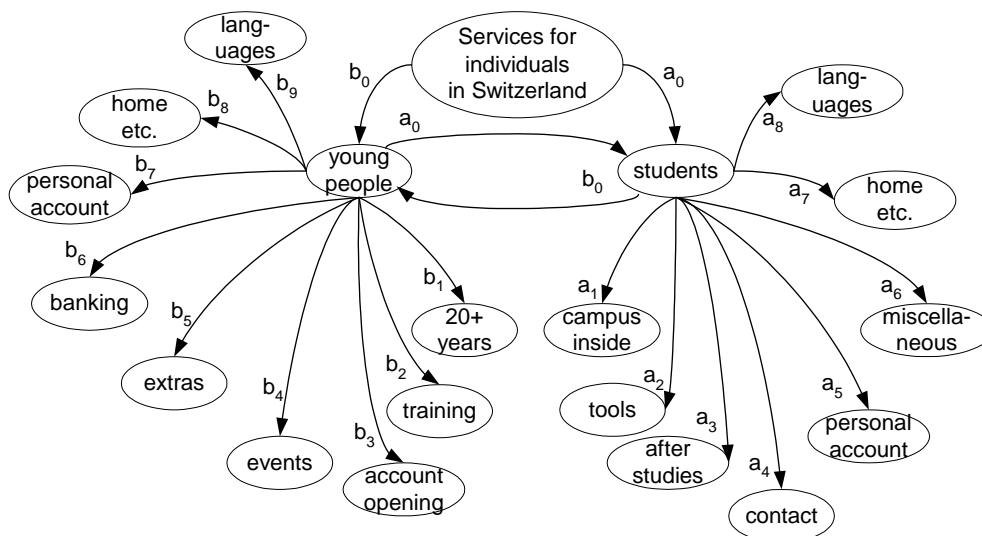 lang-
uages
Services for
individuals
in Switzerland
lang-
uages
b0
a0
b9
home
etc.
b8
a0
a8
b7
young
people
students
personal
account
b0
a7
home
etc.
b6
banking
b1
a1
a6
20+
years
campus
inside
miscella-
neous
b5
extras
b2
a2
b4
training
tools
a5
b3
a3
personal
account
events
after
studies
a4
account
opening
contact